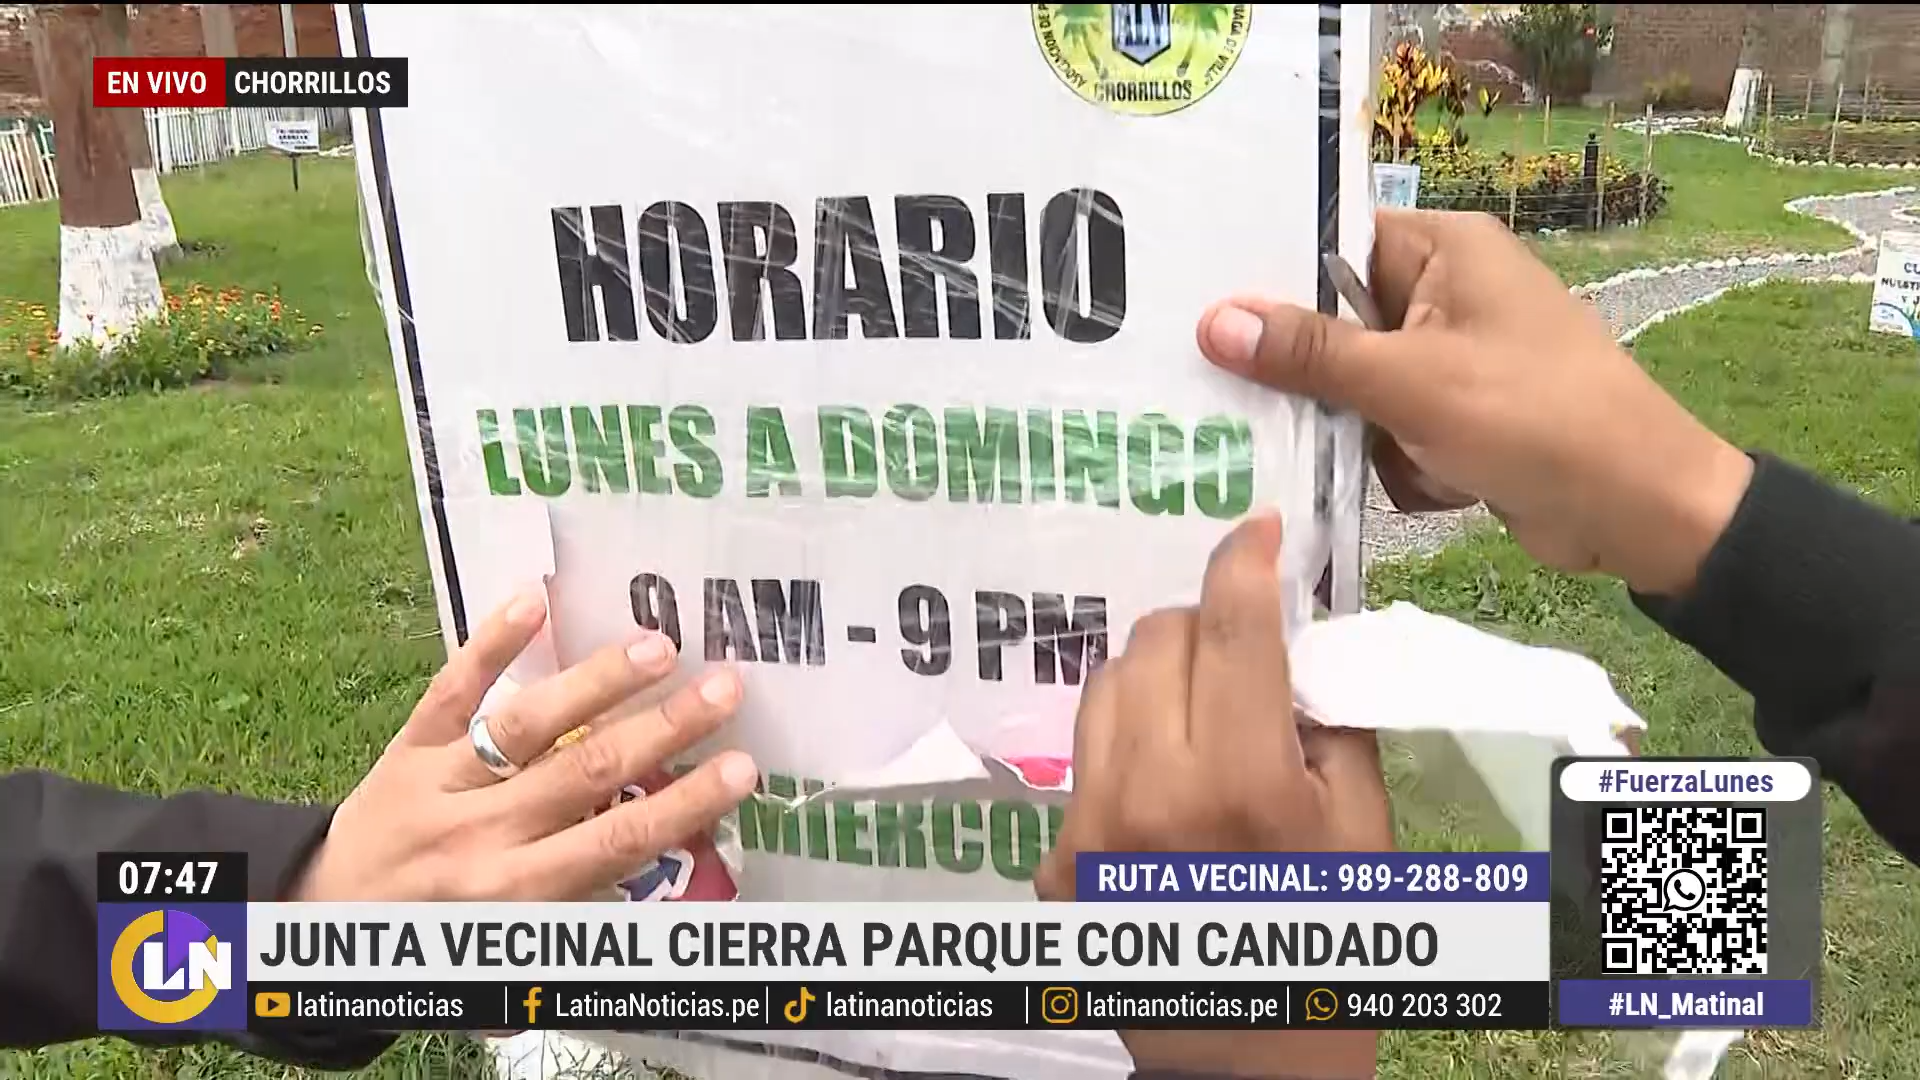 EN VIVO CHORRILLOS
CHORRILLOS
HORARIO
LUNES A DOMINGO
9 AM - 9 PM
#FuerzaLunes
07:47
RUTA VECINAL: 989-288-809
JUNTA VECINAL CIERRA PARQUE CON CANDADO
LN
latinanoticias LatinaNoticias.pe latinanoticias latinanoticias.pe 940 203 302
#LN_Matinal